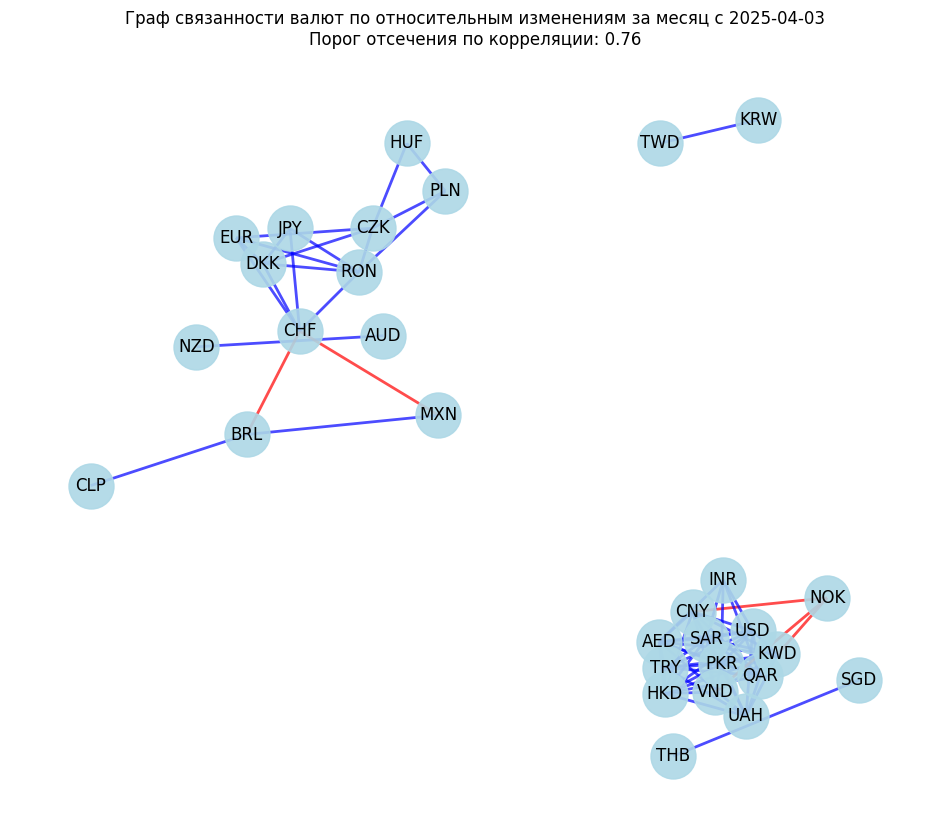 Граф связанности валют по относительным изменениям за месяц с 2025-04-03
Порог отсечения по корреляции: 0.76
KRW
TWD
HUF
PLN
JPY
CZK
EUR
DKK
RON
CHF
AUD
NZD
MXN
BRL
CLP
INR
NOK
CNY
USD
SAR
AED
KWD
PKR
TRY
QAR
SGD
VND
HKD
UAH
THB